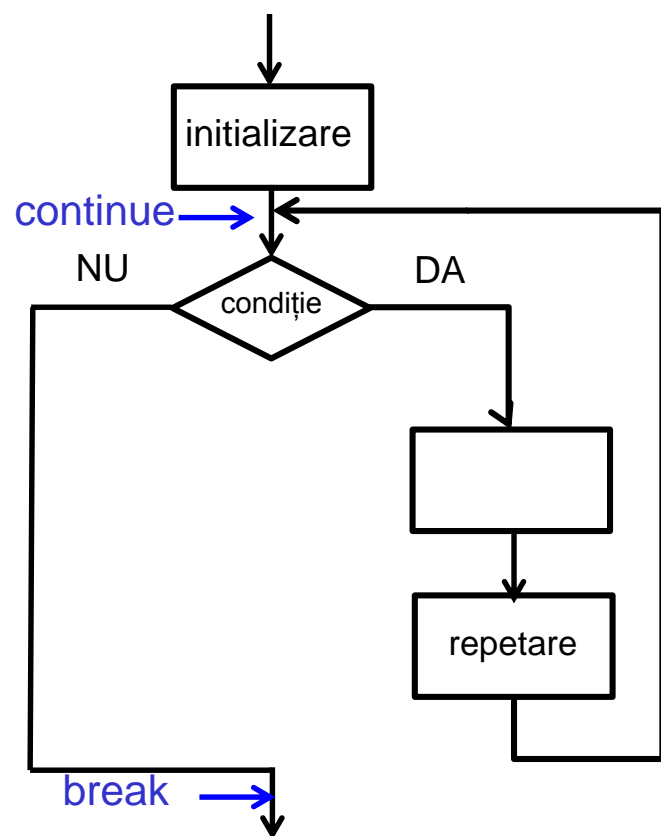 initializare
continue
NU
DA
condiție
repetare
break